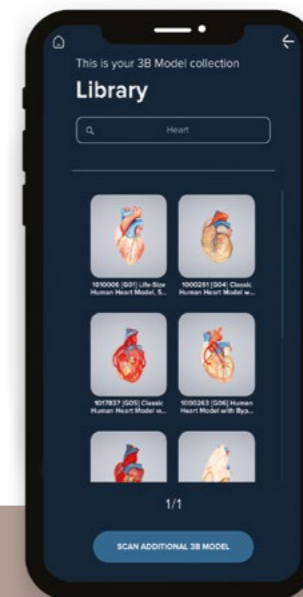 This is your 3B Model collection
Library
Heart
1010006 [G01] Life-Size
Human Heart Model, 5...
1000261 [G04] Classic
Human Heart Model w...
1017837 [G05] Classic
Human Heart Model w...
1000263 [G06] Human
Heart Model with Byp...
1/1
SCAN ADDITIONAL 3B MODEL